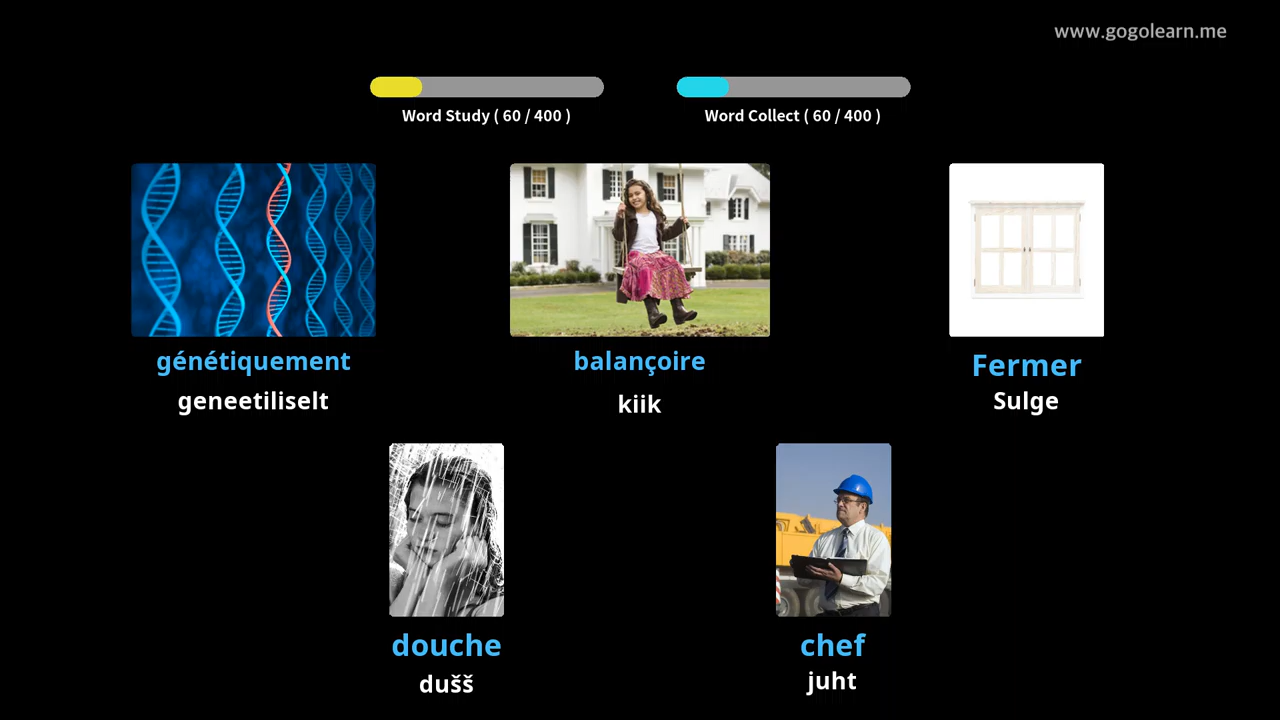 www.gogolearn.me
Word Study ( 60 / 400 )
Word Collect ( 60 / 400 )
génétiquement
geneetiliselt
balançoire
kiik
Fermer
Sulge
douche
dušš
chef
juht